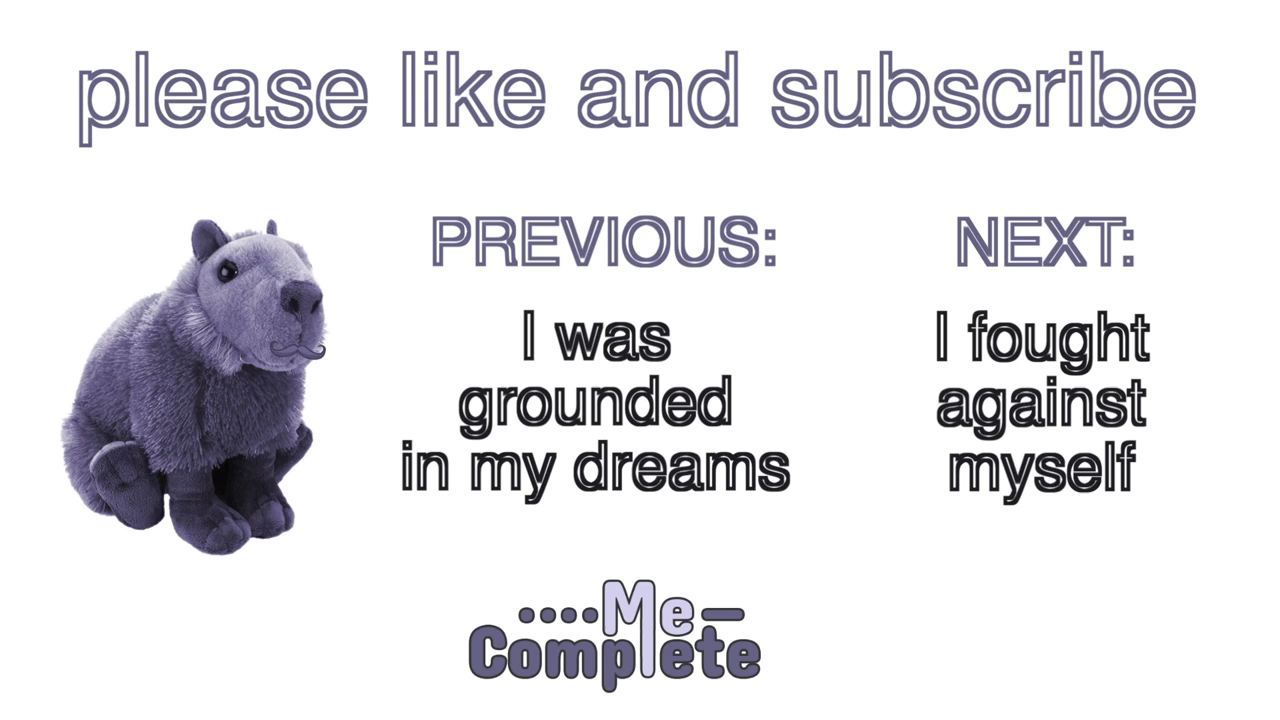 please like and subscribe
PREVIOUS:
I was
grounded
in my dreams
NEXT:
I fought
against
myself
....Me—
Complete